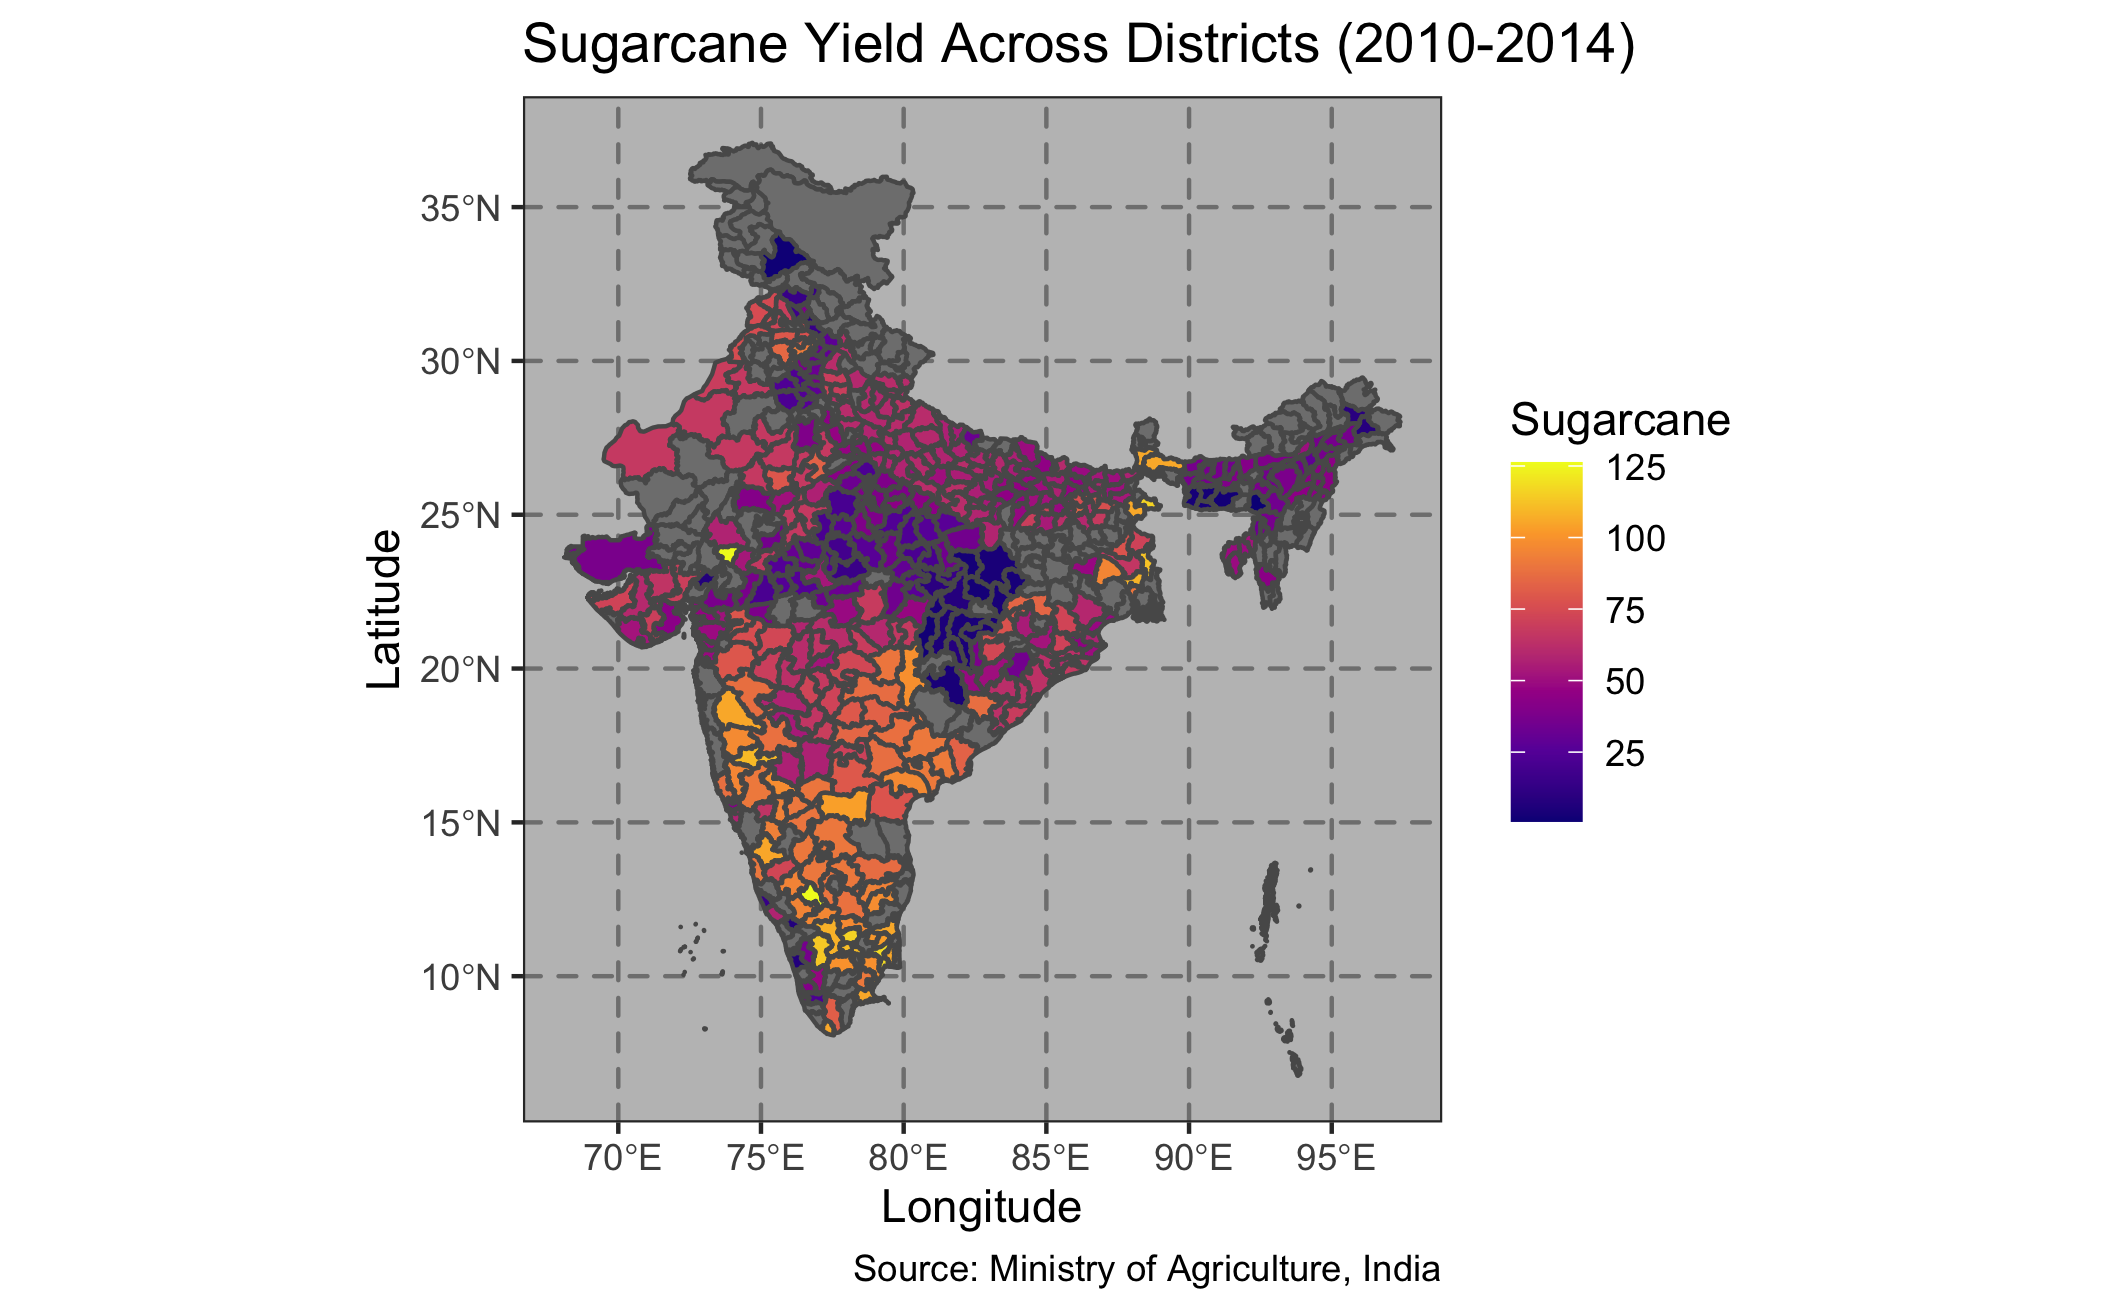 Sugarcane Yield Across Districts (2010-2014)
35°N
30°N
25°N
20°N
15°N
10°N
Latitude
70°E 75°E 80°E 85°E 90°E 95°E
Longitude
Sugarcane
125
100
75
50
25
Source: Ministry of Agriculture, India